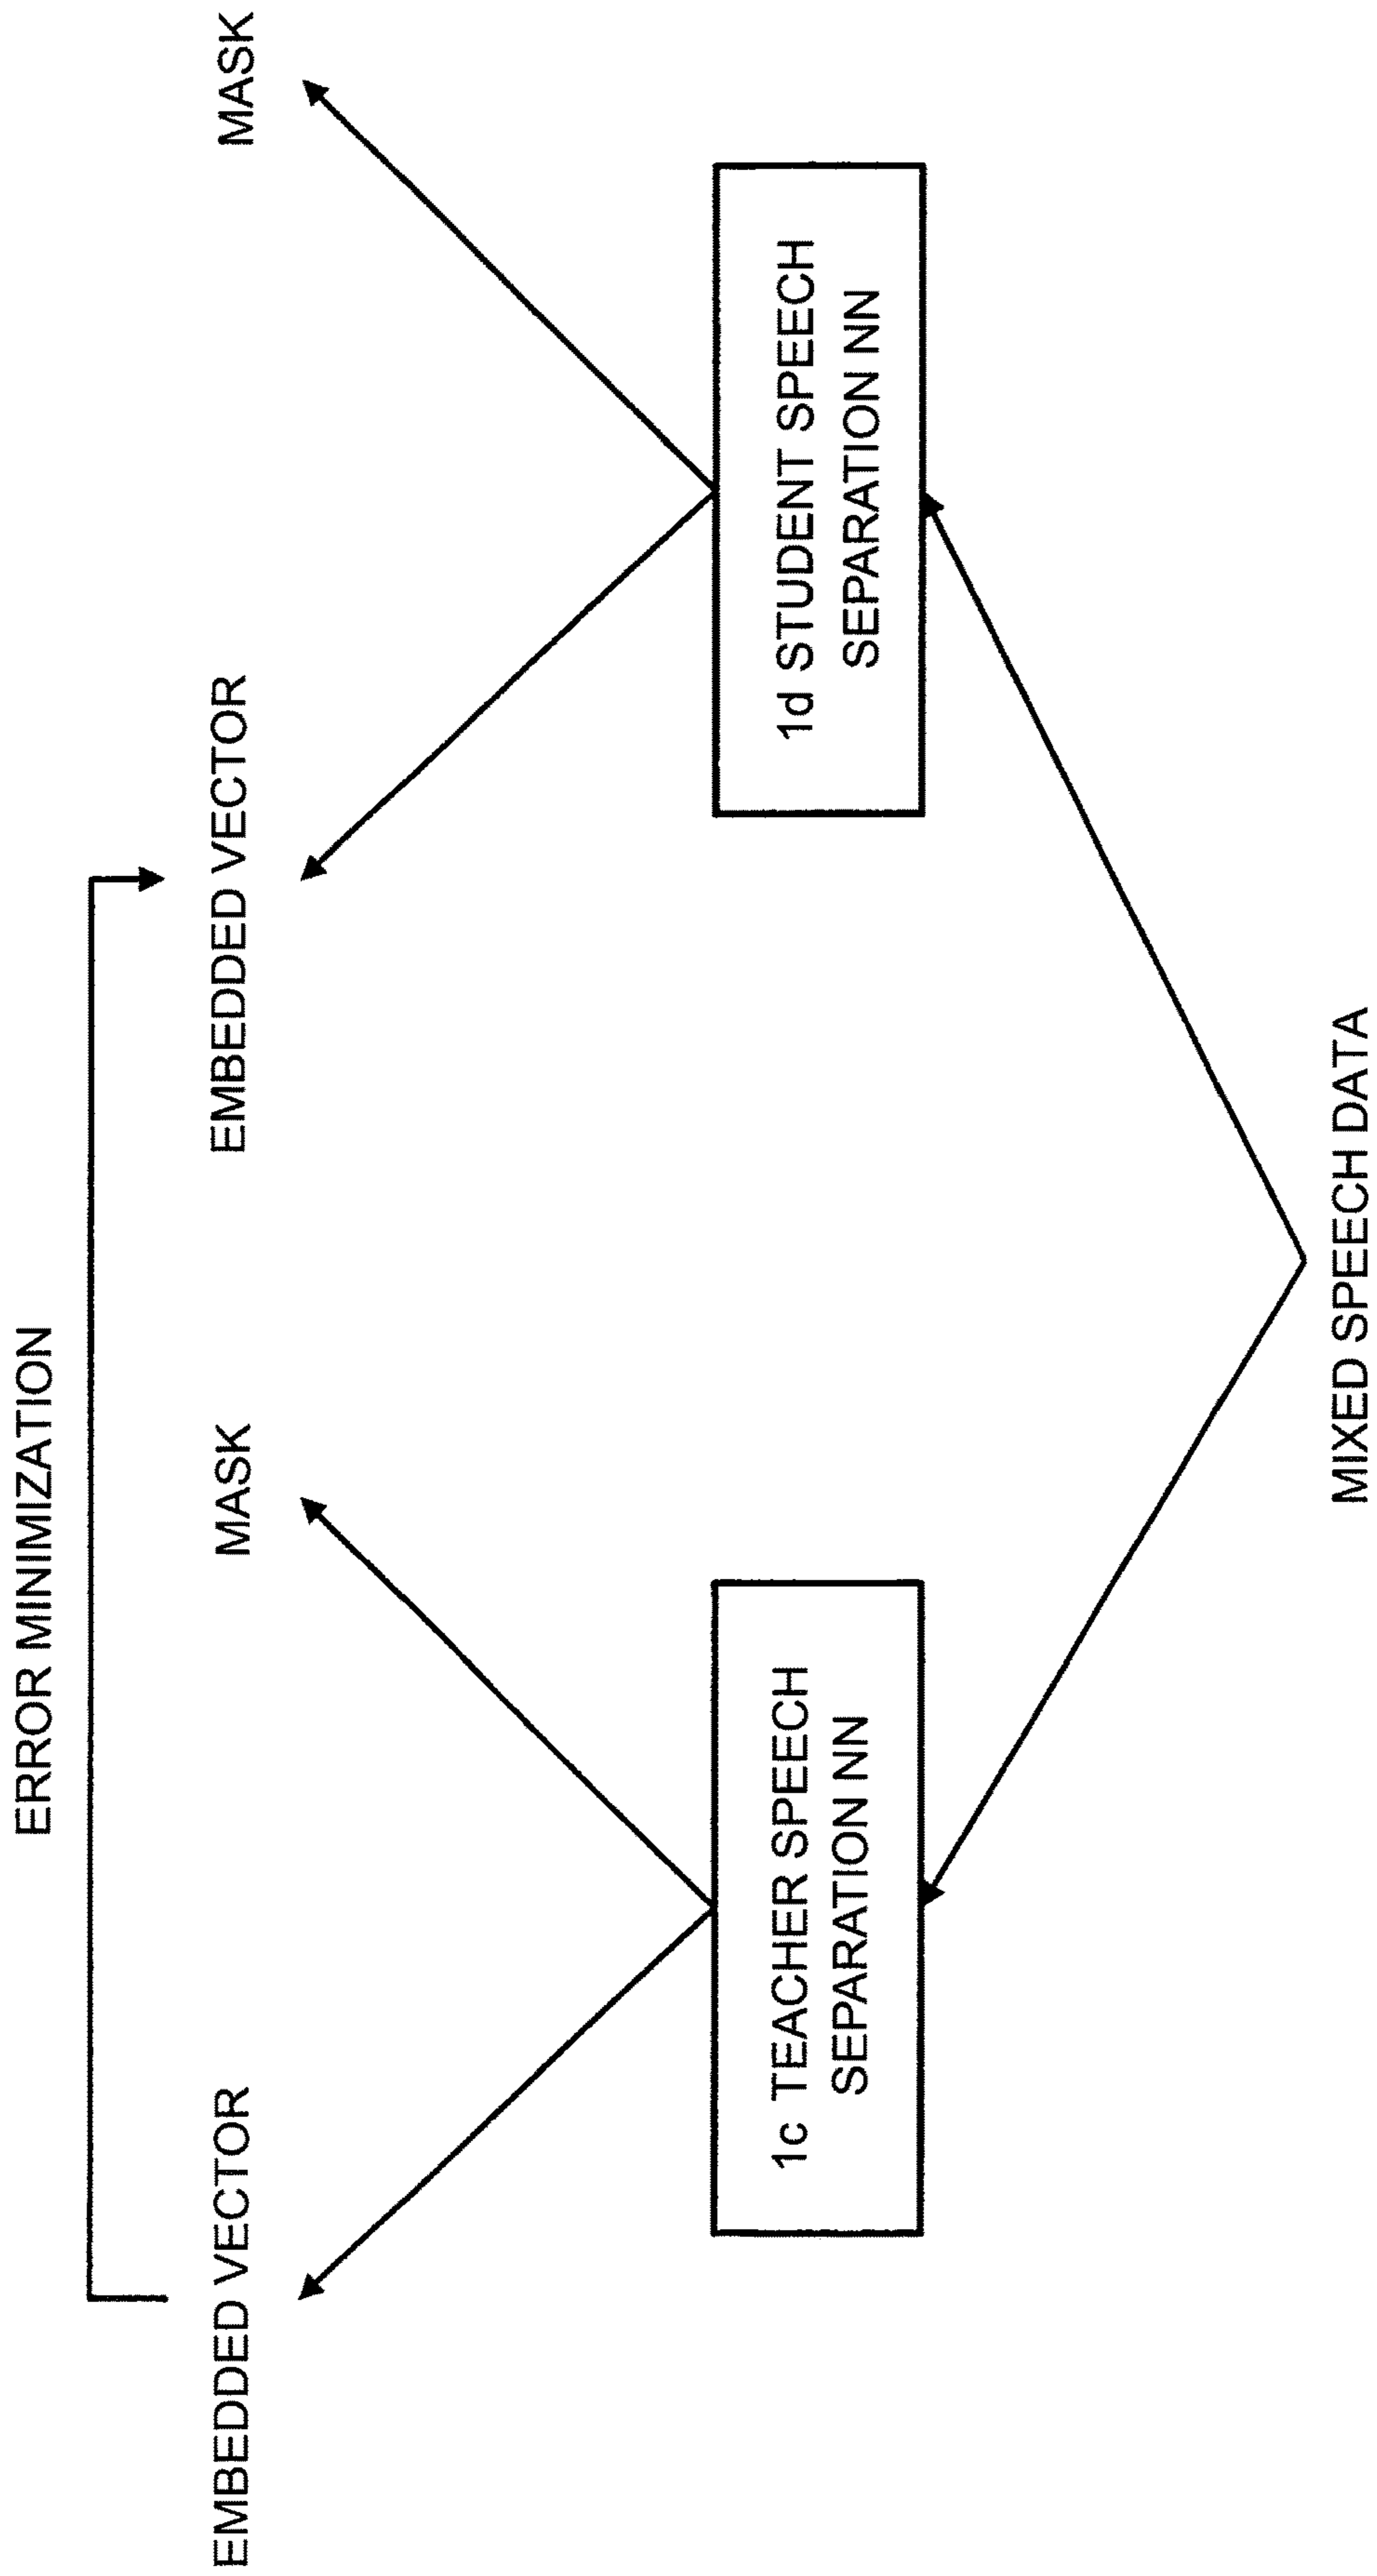 ERROR MINIMIZATION
EMBEDDED VECTOR
MASK
EMBEDDED VECTOR
MASK
1c TEACHER SPEECH
SEPARATION NN
1d STUDENT SPEECH
SEPARATION NN
MIXED SPEECH DATA